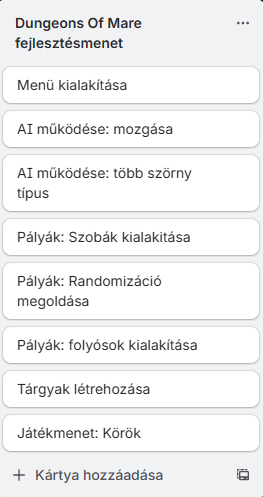 Dungeons Of Mare
fejlesztésmenet
Menü kialakítása
AI működése: mozgása
AI működése: több szörny
típus
Pályák: Szobák kialakitása
Pályák: Randomizáció
megoldása
Pályák: folyósok kialakítása
Tárgyak létrehozása
Játékmenet: Körök
Kártya hozzáadása